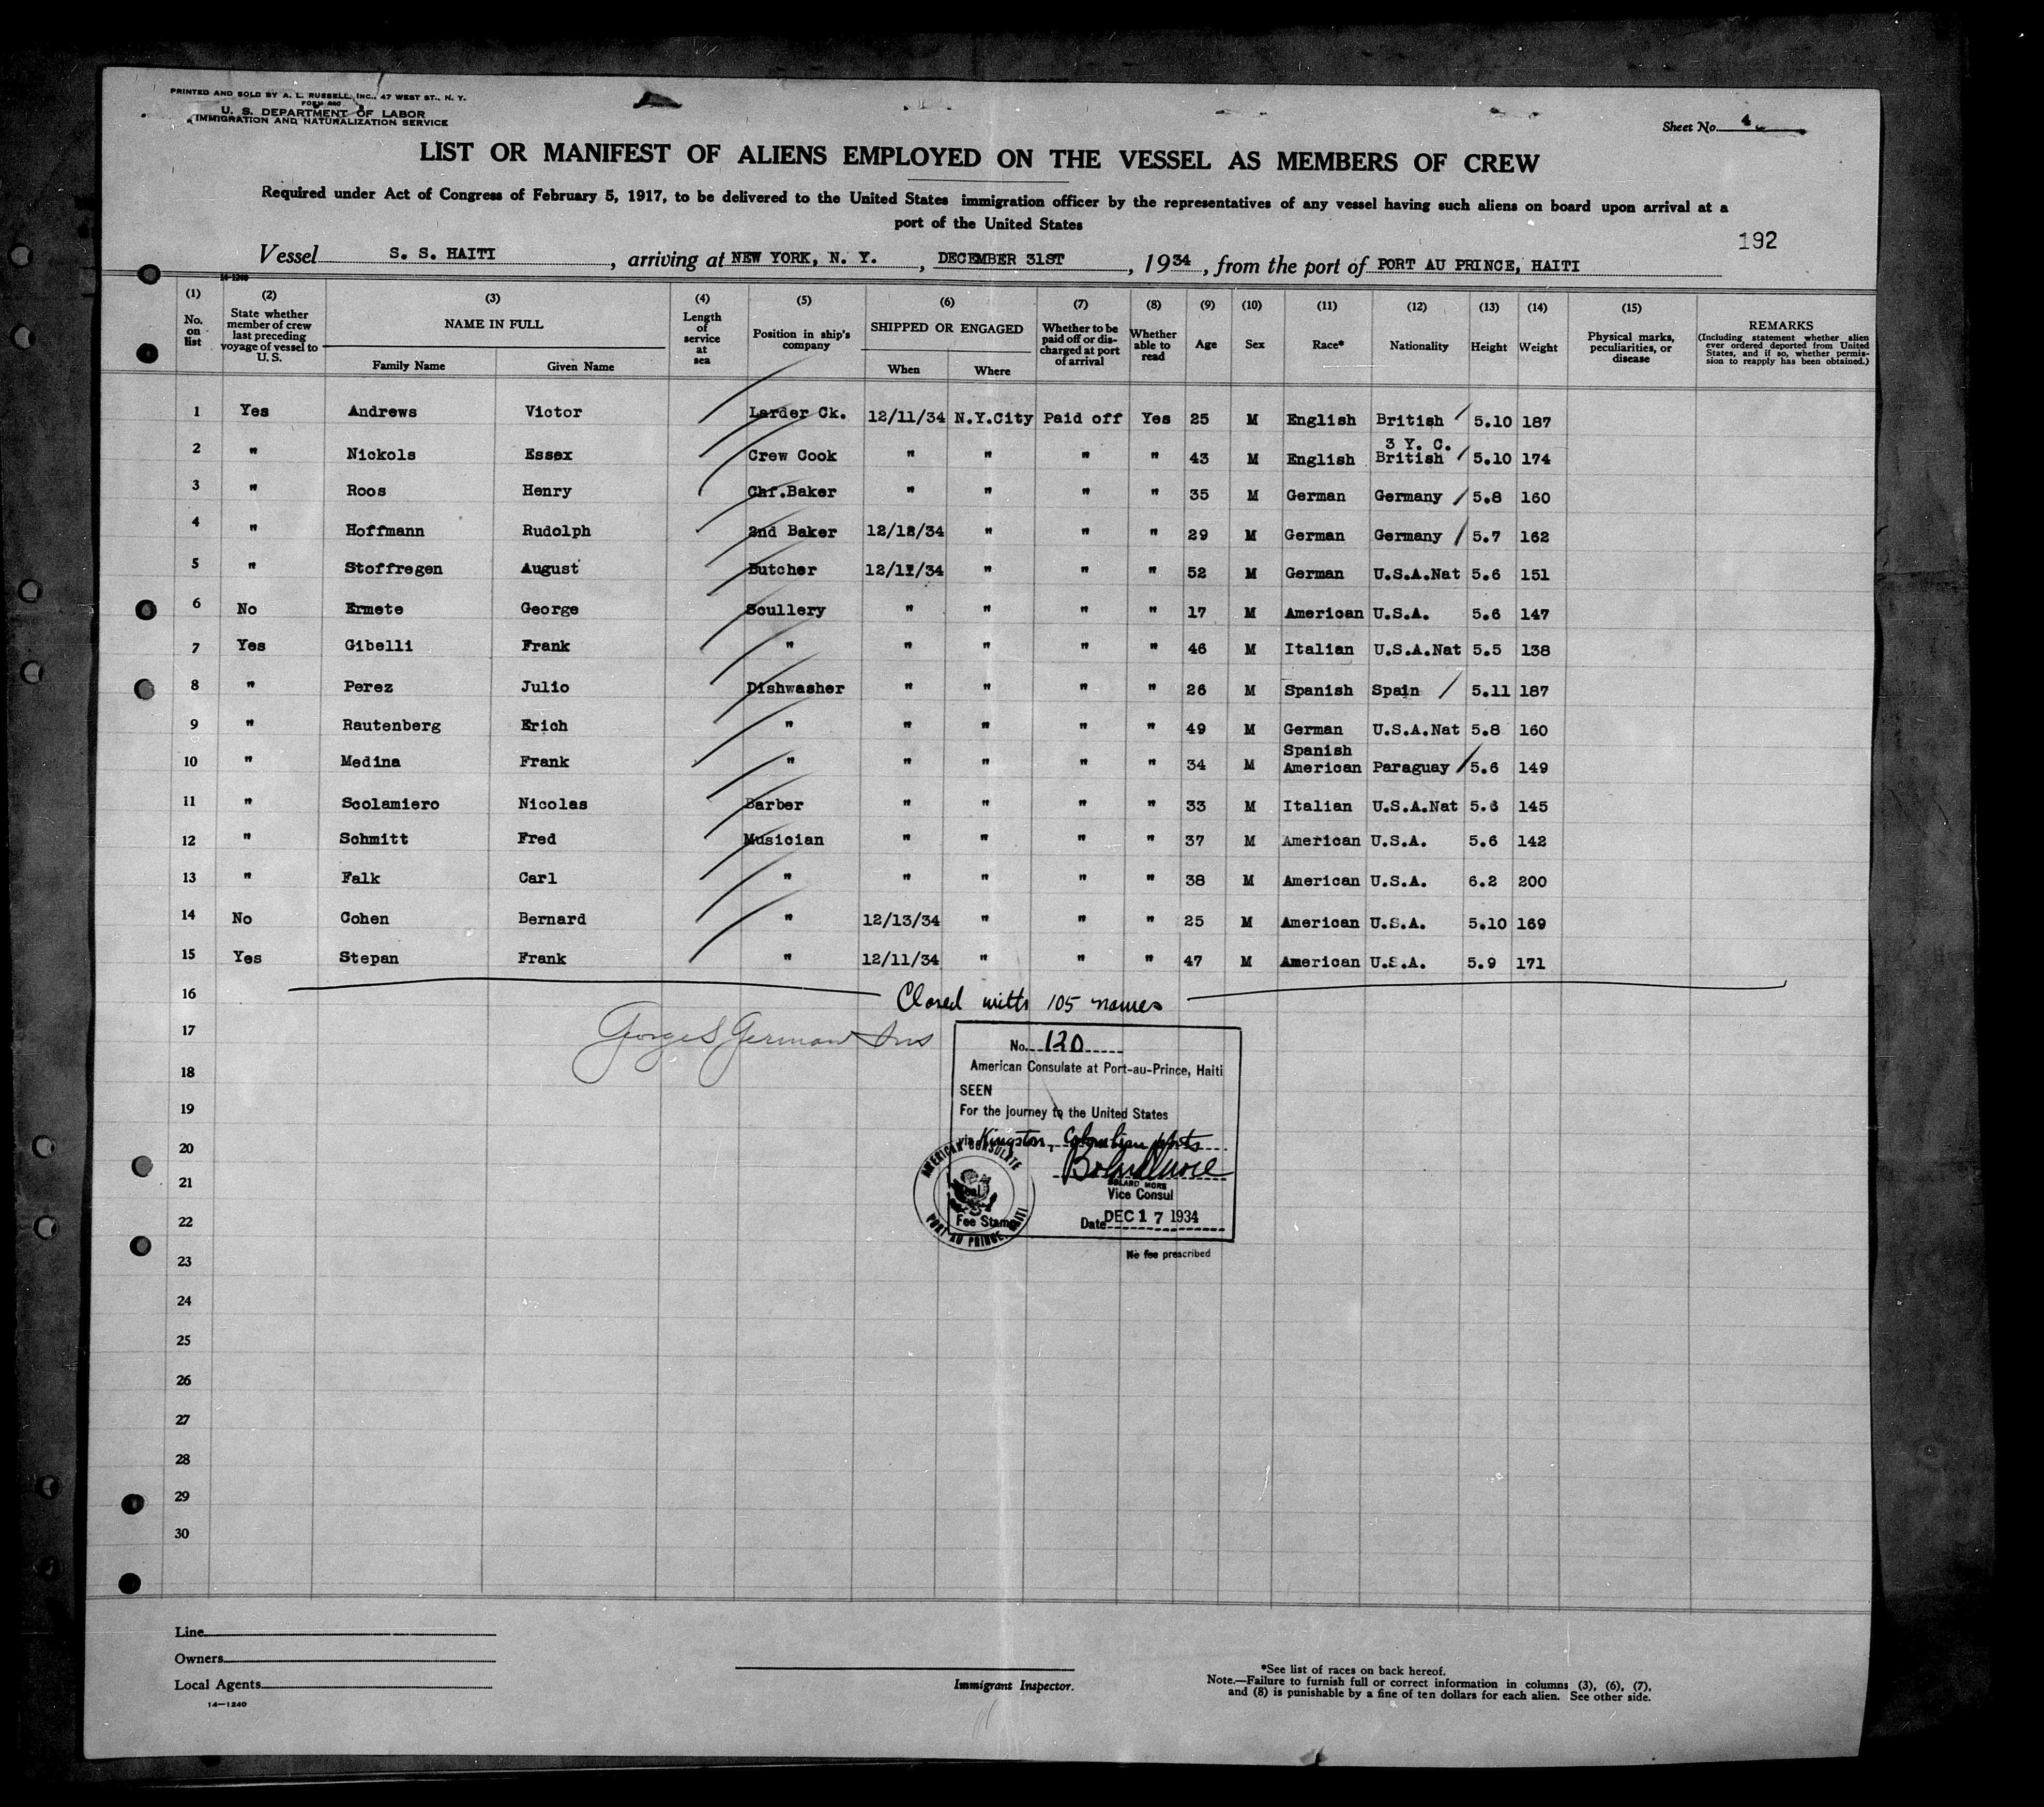 PRINTED AND SOLD BY A. L. RUSSELL, INC., 47 WEST ST., N. Y.
FORM 680
U. S. DEPARTMENT OF LABOR
IMMIGRATION AND NATURALIZATION SERVICE
Sheet No. 4
LIST OR MANIFEST OF ALIENS EMPLOYED ON THE VESSEL AS MEMBERS OF CREW
Required under Act of Congress of February 5, 1917, to be delivered to the United States immigration officer by the representatives of any vessel having such aliens on board upon arrival at a
port of the United States
192
Vessel S. S. HAITI, arriving at NEW YORK, N. Y., DECEMBER 31ST, 1934, from the port of PORT AU PRINCE, HAITI
14-1240
(1) No. on list
(2) State whether member of crew last preceding voyage of vessel to U. S.
(3) NAME IN FULL Family Name Given Name
(4) Length of service at sea
(5) Position in ship's company
(6) SHIPPED OR ENGAGED When Where
(7) Whether to be paid off or discharged at port of arrival
(8) Whether able to read
(9) Age
(10) Sex
(11) Race*
(12) Nationality
(13) Height
(14) Weight
(15) Physical marks, peculiarities, or disease
REMARKS (Including statement whether alien ever ordered deported from United States, and if so, whether permission to reapply has been obtained.)
1 Yes Andrews Victor Larder Ck. 12/11/34 N.Y.City Paid off Yes 25 M English British 5.10 187
3 Y. C.
2 " Nickols Essex Crew Cook " " " " 43 M English British 5.10 174
3 " Roos Henry Chf.Baker " " " " 35 M German Germany 5.8 160
4 " Hoffmann Rudolph 2nd Baker 12/12/34 " " " 29 M German Germany 5.7 162
5 " Stoffregen August Butcher 12/11/34 " " " 52 M German U.S.A.Nat 5.6 151
6 No Ermete George Scullery " " " " 17 M American U.S.A. 5.6 147
7 Yes Gibelli Frank " " " " " 46 M Italian U.S.A.Nat 5.5 138
8 " Perez Julio Dishwasher " " " " 26 M Spanish Spain 5.11 187
9 " Rautenberg Erich " " " " " 49 M German U.S.A.Nat 5.8 160
10 " Medina Frank " " " " " 34 M Spanish American Paraguay 5.6 149
11 " Scolamiero Nicolas Barber " " " " 33 M Italian U.S.A.Nat 5.6 145
12 " Schmitt Fred Musician " " " " 37 M American U.S.A. 5.6 142
13 " Falk Carl " " " " " 38 M American U.S.A. 6.2 200
14 No Cohen Bernard " 12/13/34 " " " 25 M American U.S.A. 5.10 169
15 Yes Stepan Frank " 12/11/34 " " " 47 M American U.S.A. 5.9 171
16
Closed with 105 names
17
George S German Ins
No. 120
American Consulate at Port-au-Prince, Haiti
18
SEEN
19
For the journey to the United States
20
via Kingston, Colombian ports
21
BOLARD MORE
Vice Consul
22
Date DEC 17 1934
AMERICAN CONSULATE
PORT AU PRINCE, HAITI
Fee Stamp
No fee prescribed
23
24
25
26
27
28
29
30
Line
Owners
Local Agents
14—1240
Immigrant Inspector.
*See list of races on back hereof.
Note.—Failure to furnish full or correct information in columns (3), (6), (7),
and (8) is punishable by a fine of ten dollars for each alien. See other side.